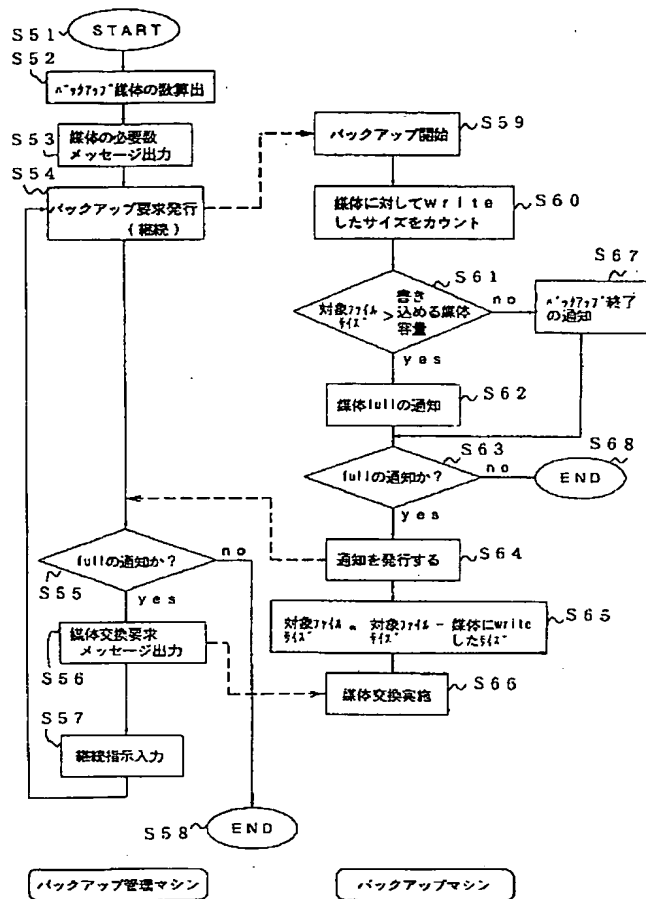 S51
START
S52
バックアップ媒体の数算出
S53
媒体の必要数
メッセージ出力
S54
バックアップ要求発行
(継続)
fullの通知か?
no
S55
yes
媒体交換要求
メッセージ出力
S56
S57
継続指示入力
S58
END
バックアップ管理マシン
バックアップ開始
S59
媒体に対してwrite
したサイズをカウント
S60
S61
対象ファイル
サイズ
>
書き
込める媒体
容量
no
yes
S67
バックアップ終了
の通知
媒体fullの通知
S62
S63
fullの通知か?
no
S68
END
yes
通知を発行する
S64
対象ファイル
サイズ
=
対象ファイル
サイズ
-
媒体にwrite
したサイズ
S65
媒体交換実施
S66
バックアップマシン